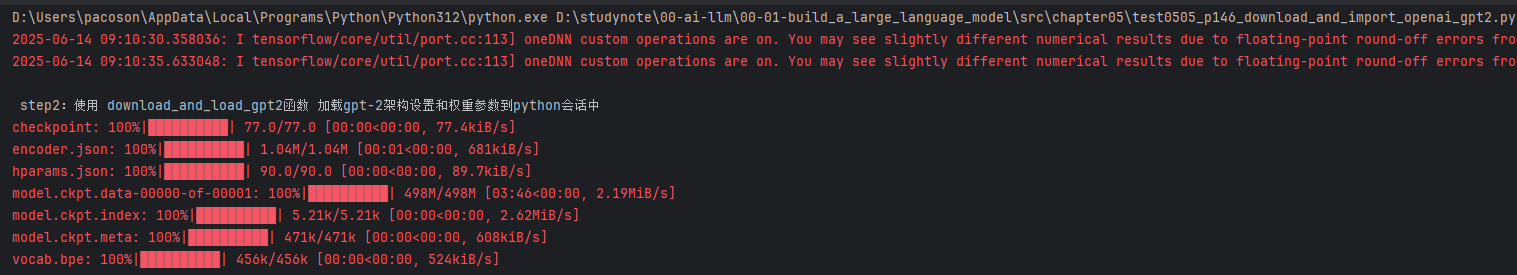 D:\Users\pacoson\AppData\Local\Programs\Python\Python312\python.exe D:\studynote\00-ai-llm\00-01-build_a_large_language_model\src\chapter05\test0505_p146_download_and_import_openai_gpt2.py
2025-06-14 09:10:30.358036: I tensorflow/core/util/port.cc:113] oneDNN custom operations are on. You may see slightly different numerical results due to floating-point round-off errors fro
2025-06-14 09:10:35.633048: I tensorflow/core/util/port.cc:113] oneDNN custom operations are on. You may see slightly different numerical results due to floating-point round-off errors fro
step2：使用 download_and_load_gpt2函数 加载gpt-2架构设置和权重参数到python会话中
checkpoint: 100%|██████████| 77.0/77.0 [00:00<00:00, 77.4kiB/s]
encoder.json: 100%|██████████| 1.04M/1.04M [00:01<00:00, 681kiB/s]
hparams.json: 100%|██████████| 90.0/90.0 [00:00<00:00, 89.7kiB/s]
model.ckpt.data-00000-of-00001: 100%|██████████| 498M/498M [03:46<00:00, 2.19MiB/s]
model.ckpt.index: 100%|██████████| 5.21k/5.21k [00:00<00:00, 2.62MiB/s]
model.ckpt.meta: 100%|██████████| 471k/471k [00:00<00:00, 608kiB/s]
vocab.bpe: 100%|██████████| 456k/456k [00:00<00:00, 524kiB/s]